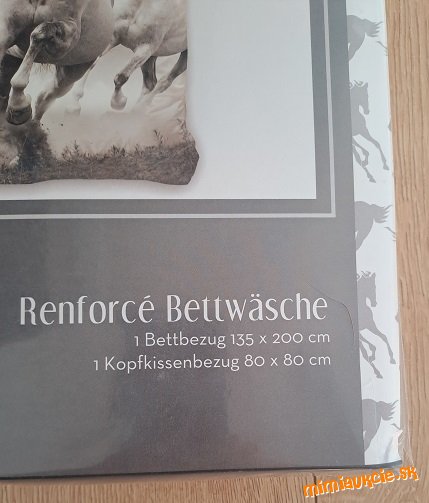 Renforcé Bettwäsche
1 Bettbezug 135 x 200 cm
1 Kopfkissenbezug 80 x 80 cm
mimiaukcie.sk